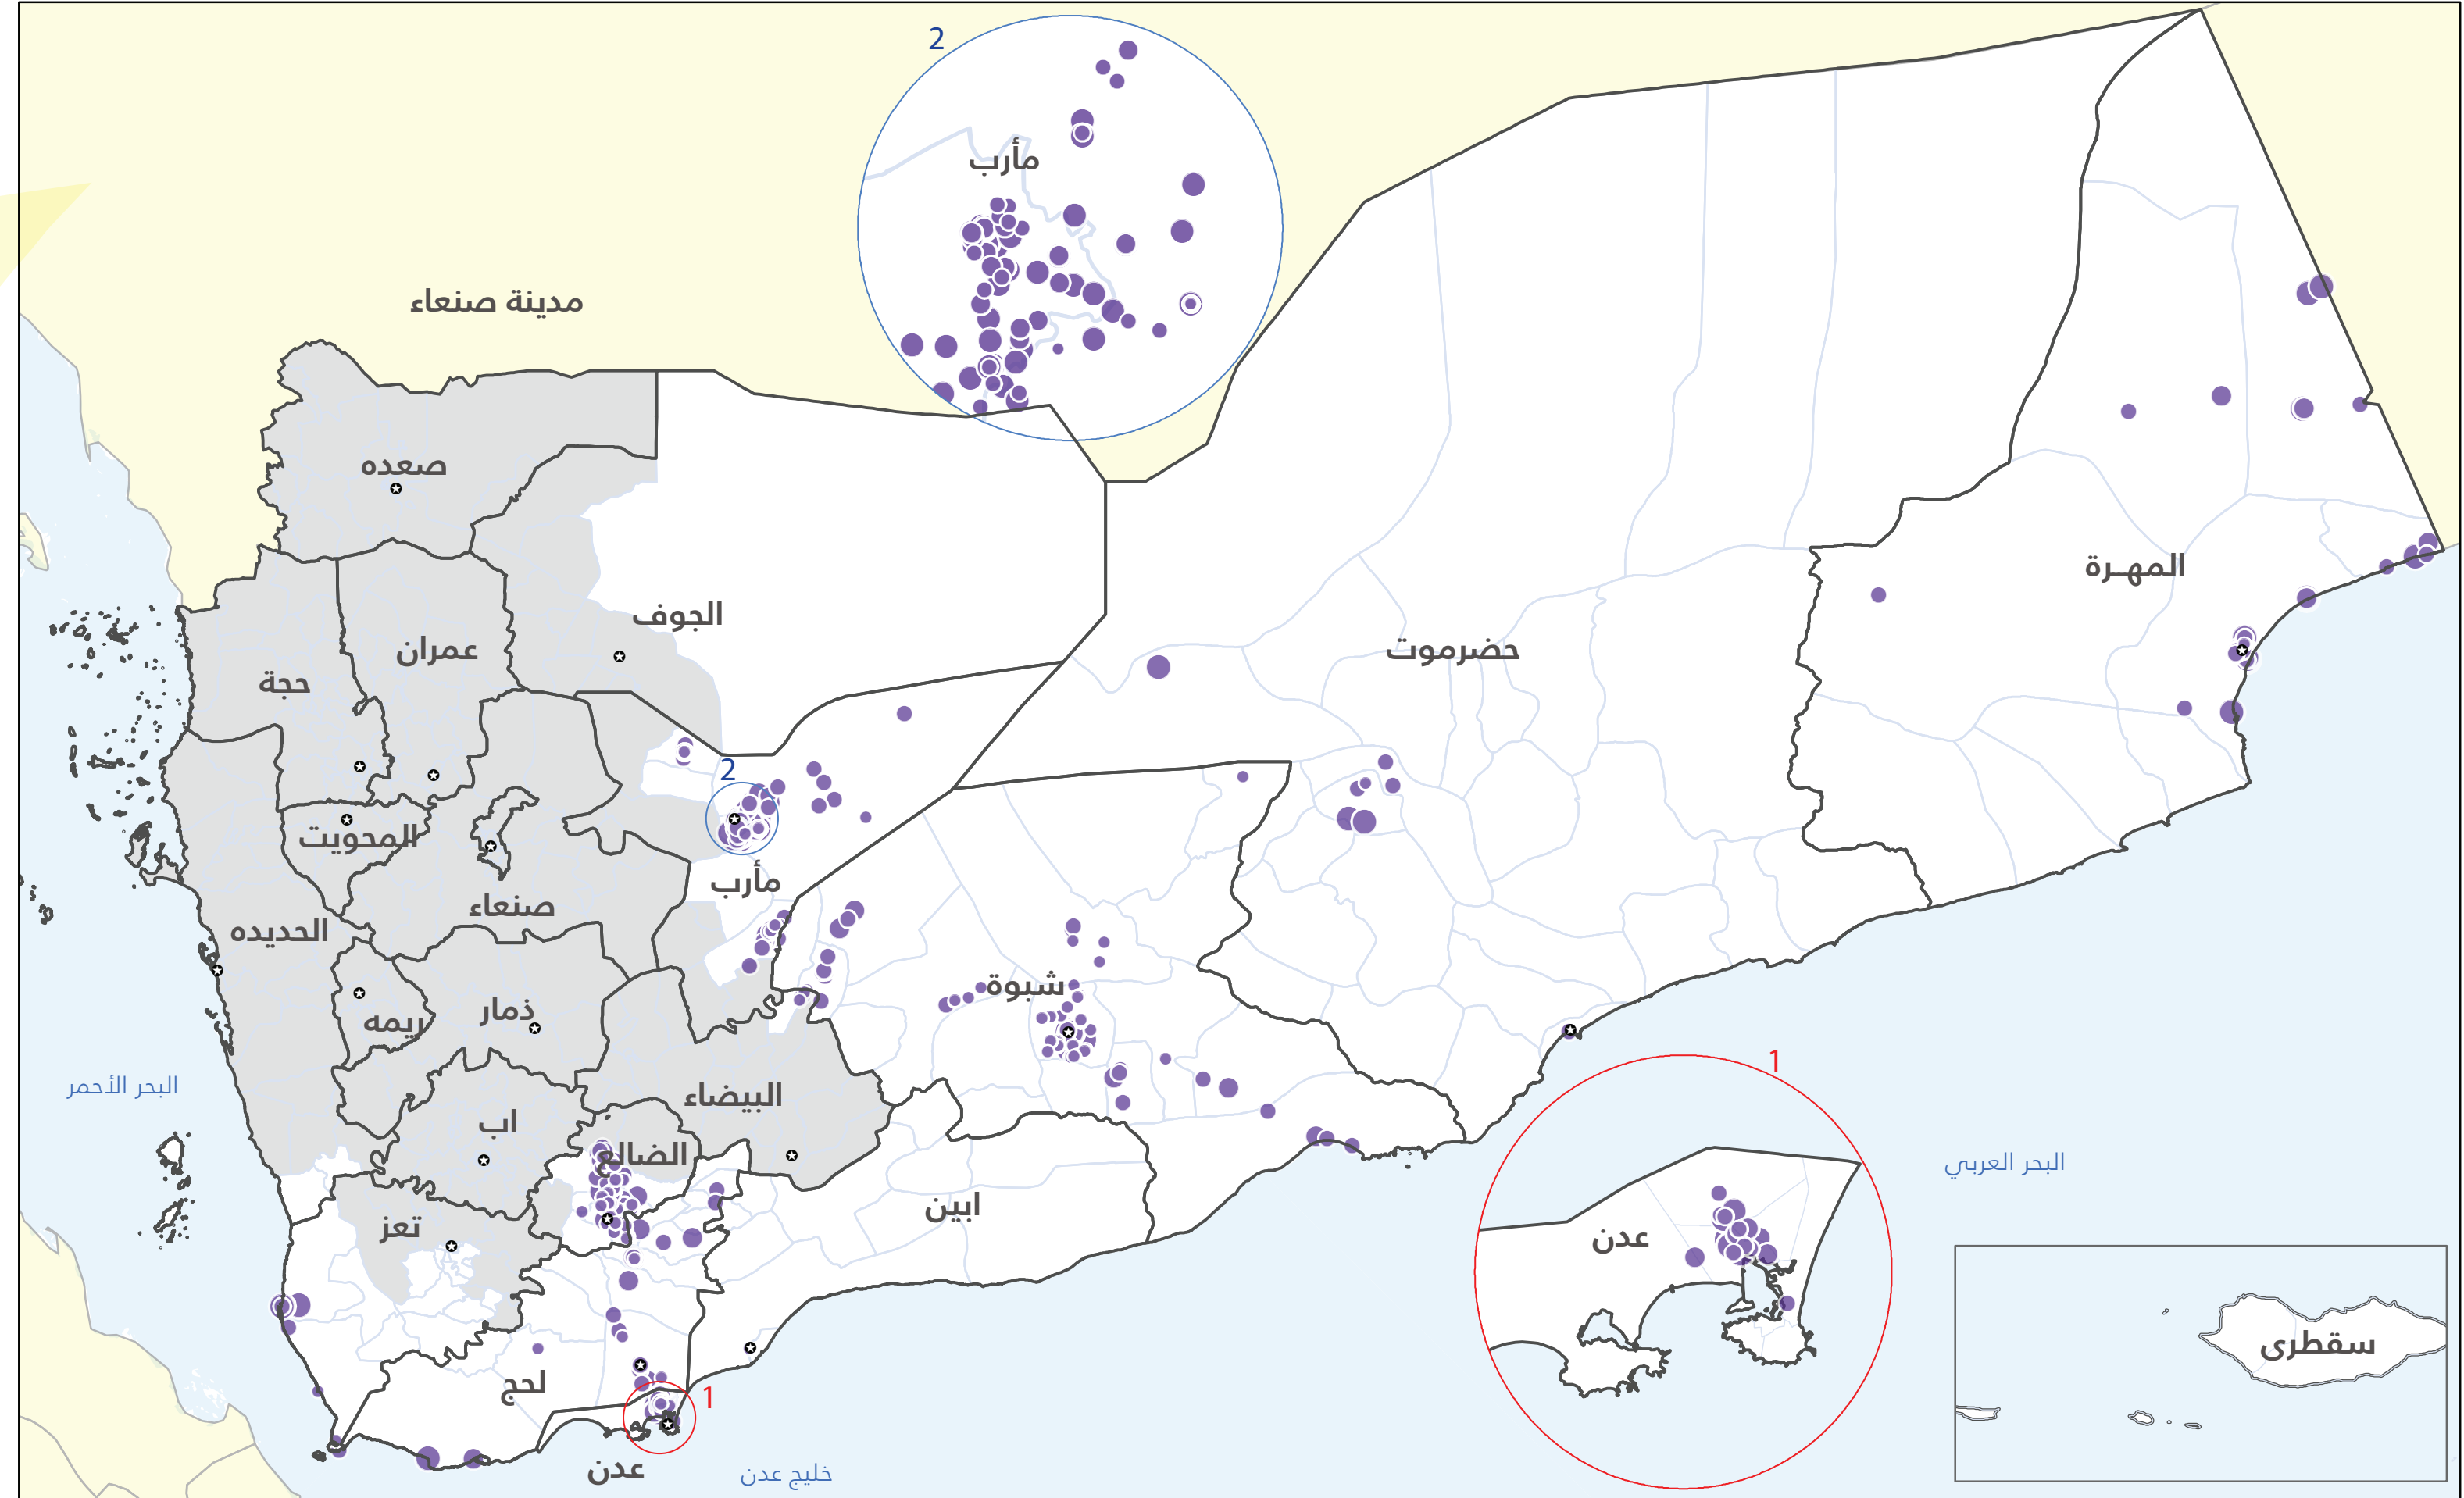 2
مأرب
مدينة صنعاء
صعده
المهـرة
الجوف
حضرموت
عمران
حجة
2
المحويت
مأرب
صنعاء
الحديده
شبوة
ذمار
ريمه
1
البحر الأحمر
البيضاء
اب
الضالع
البحر العربي
ابين
تعز
عدن
سقطرى
لحج
1
عدن
خليج عدن